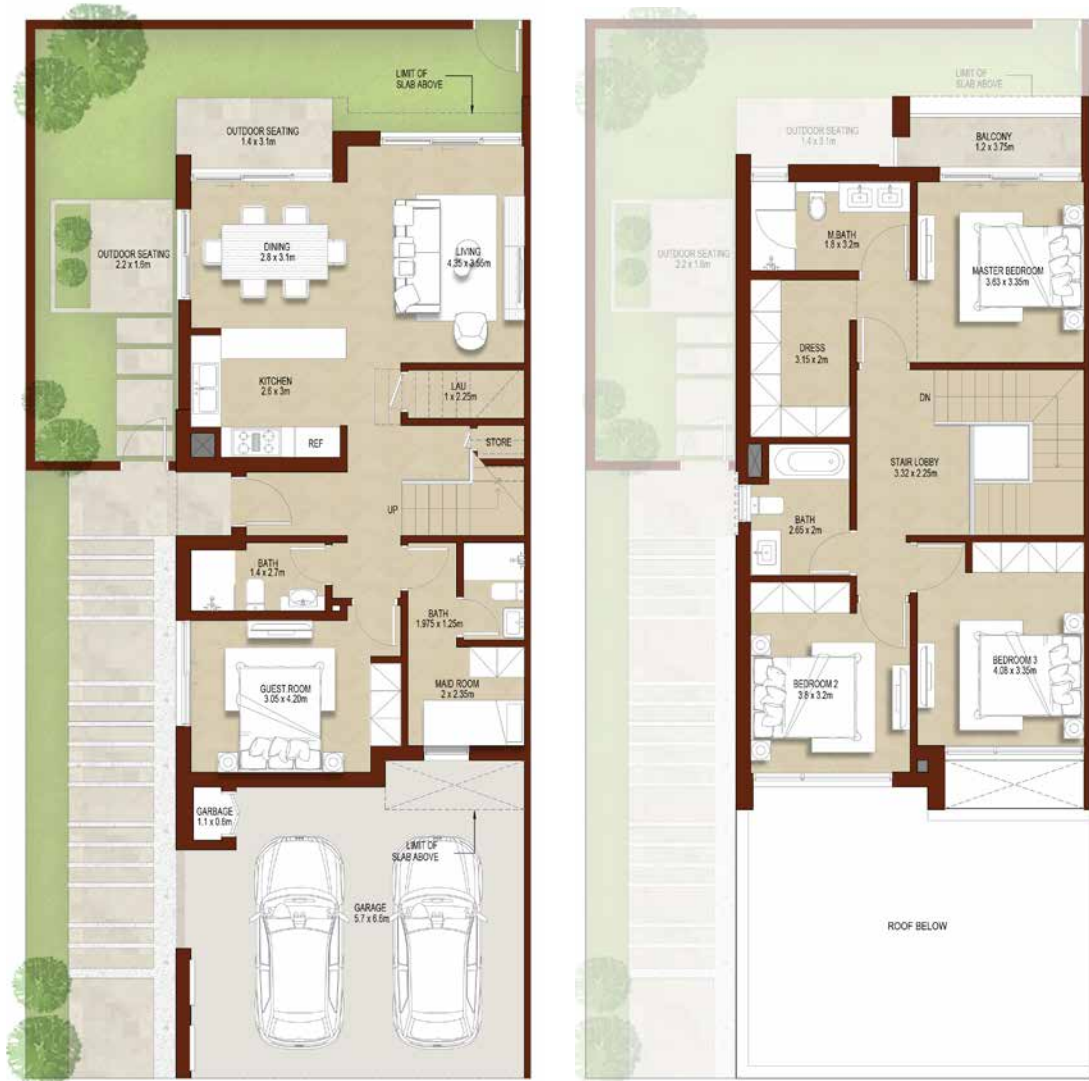 LIMIT OF
SLAB ABOVE
OUTDOOR SEATING
1.4 x 3.1m
DINING
2.8 x 3.1m
LIVING
4.35 x 3.55m
OUTDOOR SEATING
2.2 x 1.6m
KITCHEN
2.6 x 3m
LAU
1 x 2.25m
REF
STORE
UP
BATH
1.4 x 2.7m
BATH
1.975 x 1.25m
GUEST ROOM
3.05 x 4.20m
MAID ROOM
2 x 2.35m
GARBAGE
1.1 x 0.6m
LIMIT OF
SLAB ABOVE
GARAGE
5.7 x 6.6m
LIMIT OF
SLAB ABOVE
OUTDOOR SEATING
1.4 x 3.1m
BALCONY
1.2 x 3.75m
M.BATH
1.8 x 3.2m
OUTDOOR SEATING
2.2 x 1.6m
MASTER BEDROOM
3.63 x 3.35m
DRESS
3.15 x 2m
DN
STAIR LOBBY
3.32 x 2.25m
BATH
2.65 x 2m
BEDROOM 2
3.8 x 3.2m
BEDROOM 3
4.08 x 3.35m
ROOF BELOW